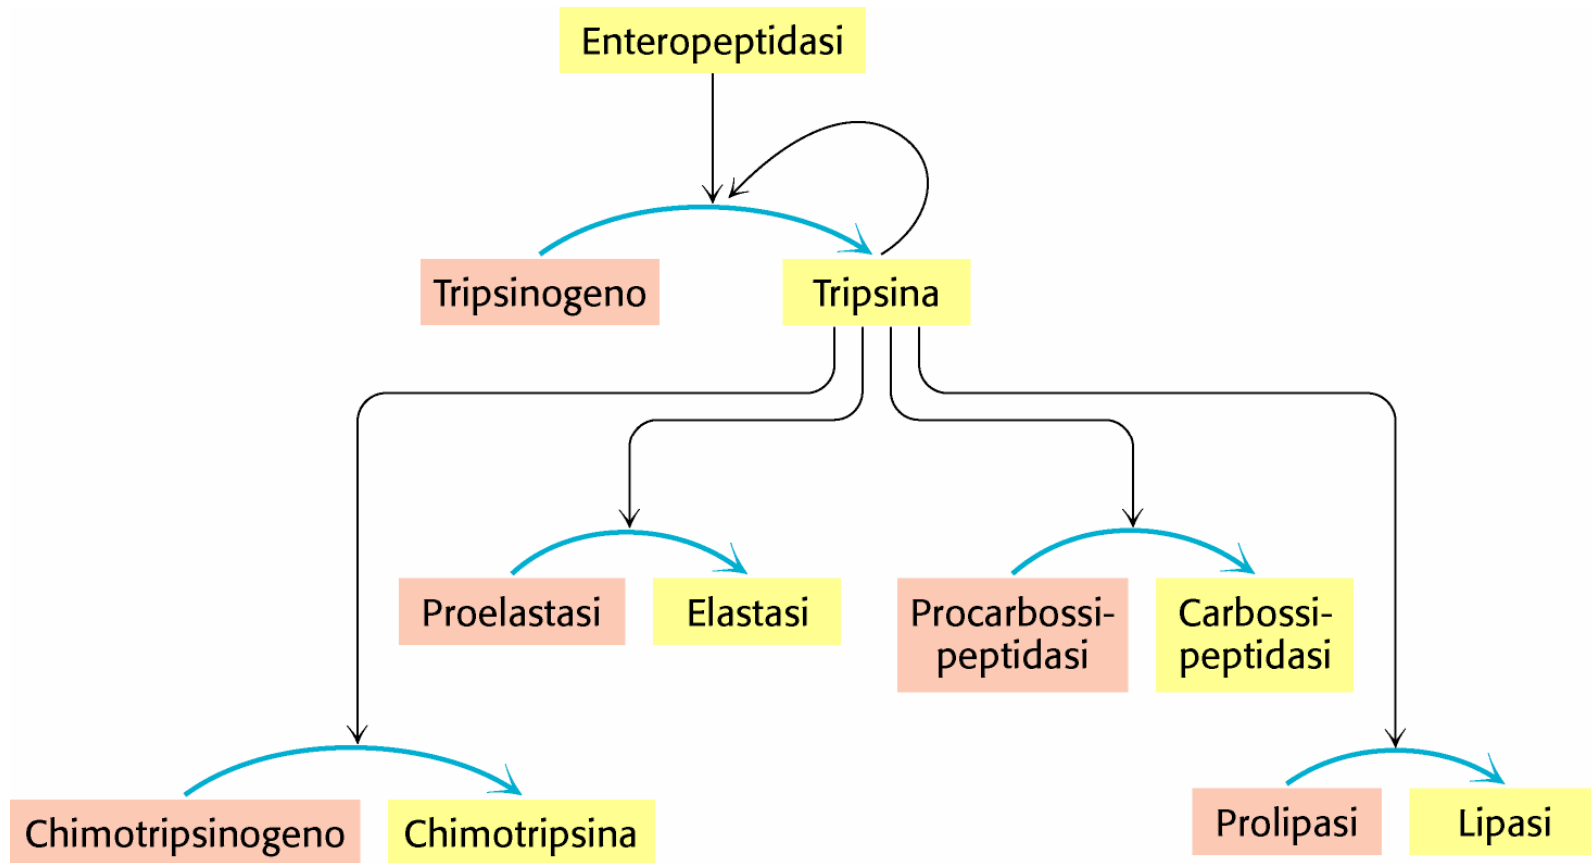 Enteropeptidasi
Tripsinogeno
Tripsina
Proelastasi
Elastasi
Procarbossi-
peptidasi
Carbossi-
peptidasi
Chimotripsinogeno
Chimotripsina
Prolipasi
Lipasi